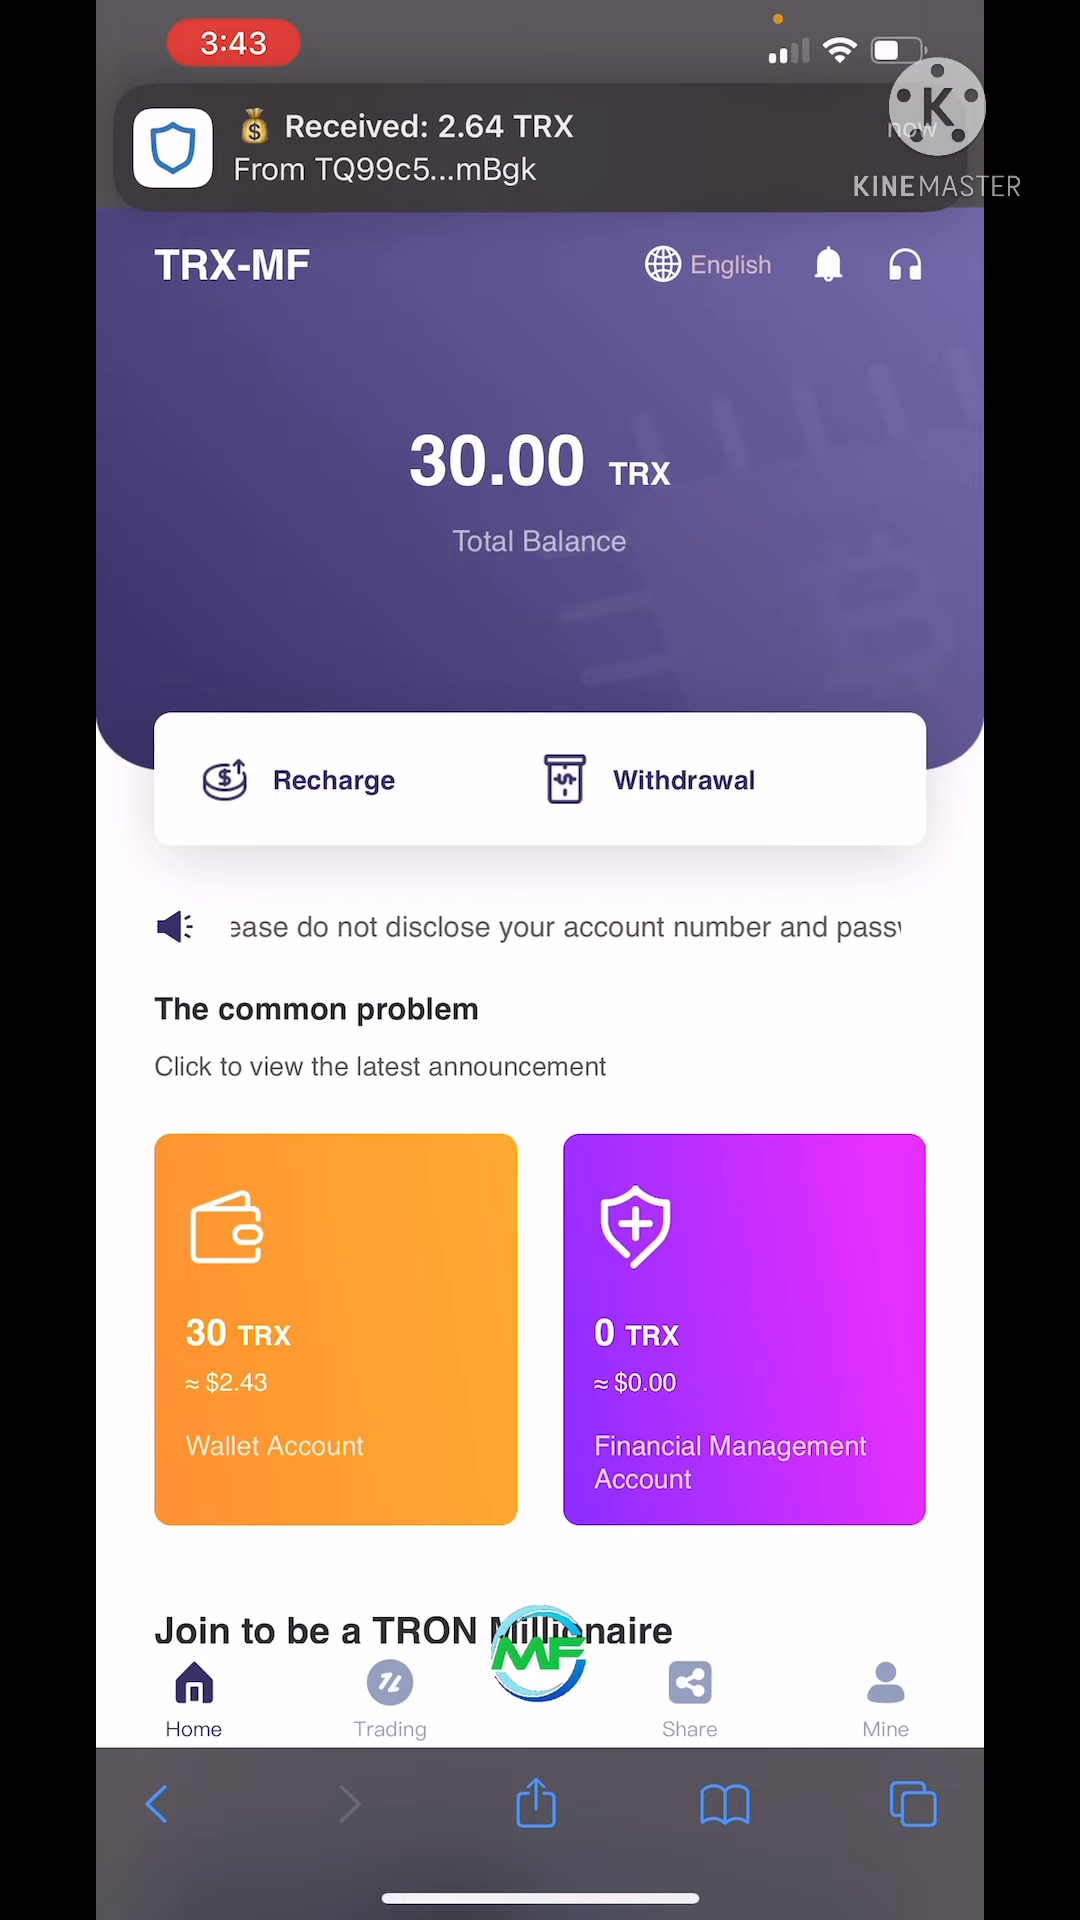 3:43
💰 Received: 2.64 TRX
now
From TQ99c5...mBgk
K
KINEMASTER
TRX-MF
English
30.00 TRX
Total Balance
Recharge
Withdrawal
ease do not disclose your account number and passw
The common problem
Click to view the latest announcement
30 TRX
≈ $2.43
Wallet Account
0 TRX
≈ $0.00
Financial Management
Account
Join to be a TRON Millionaire
MF
Home
Trading
Share
Mine